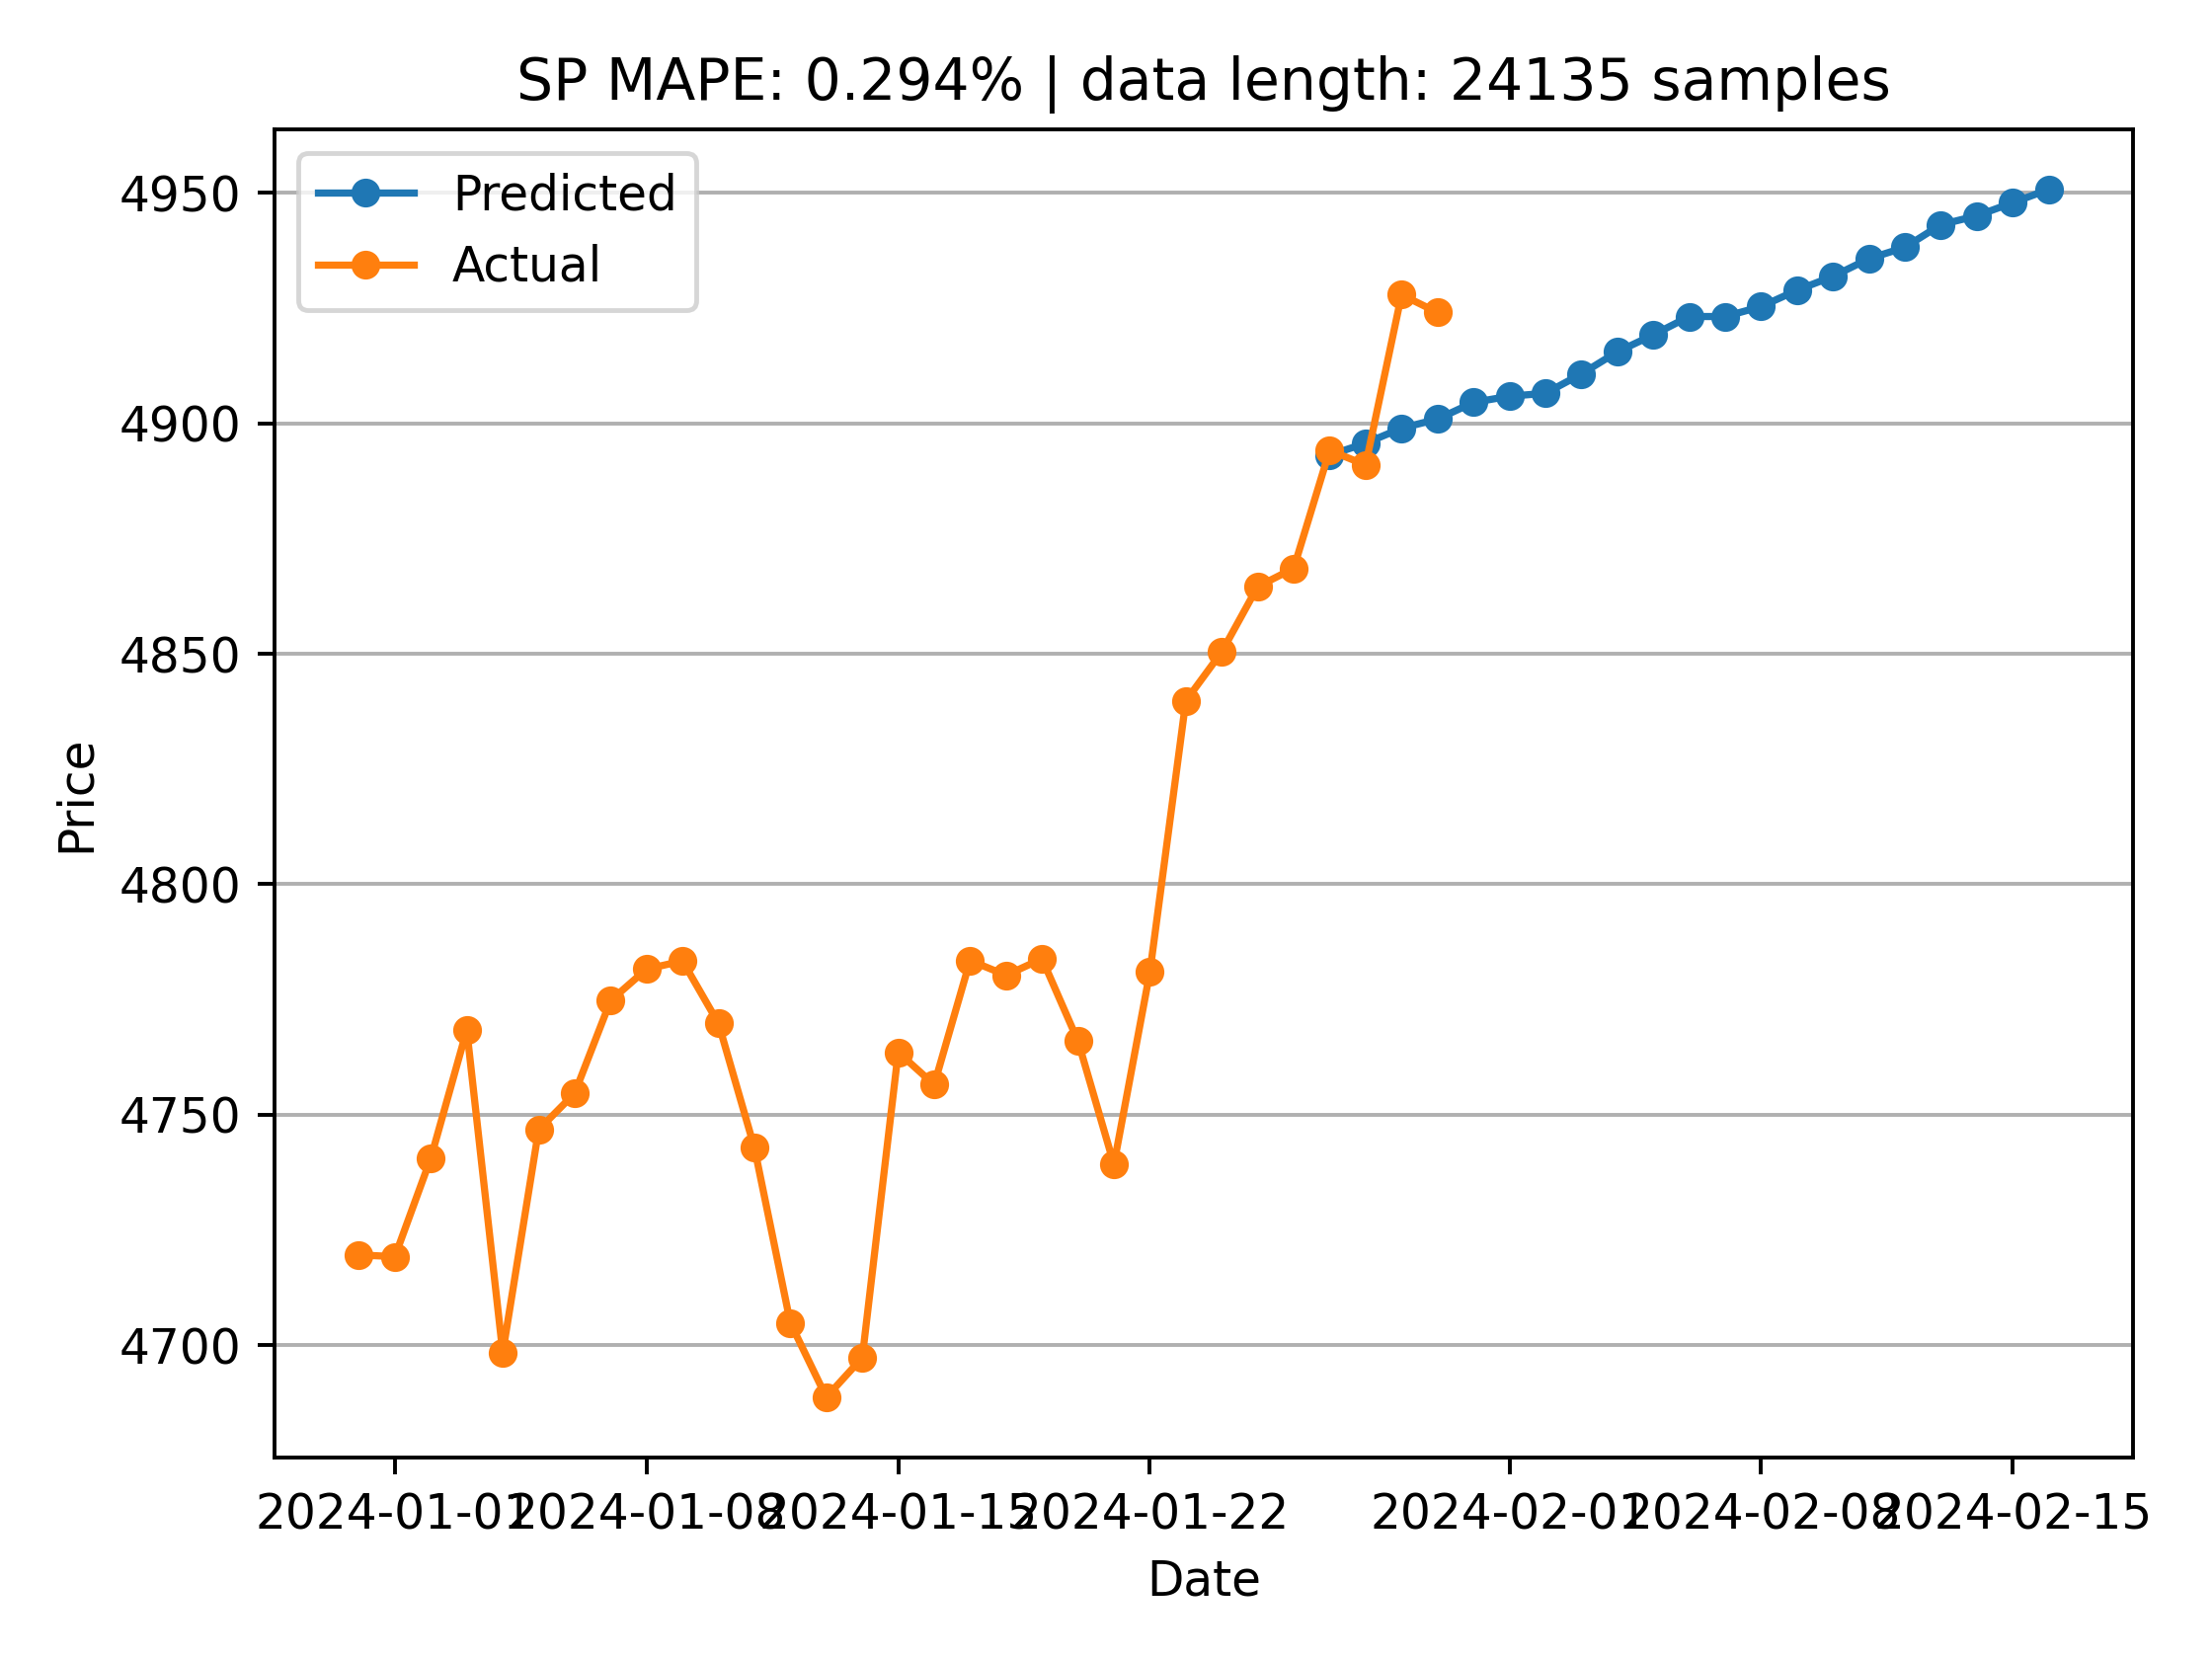 SP MAPE: 0.294% | data length: 24135 samples
Predicted
Actual
4950
4900
4850
4800
4750
4700
Price
2024-01-01
2024-01-08
2024-01-15
2024-01-22
2024-02-01
2024-02-08
2024-02-15
Date